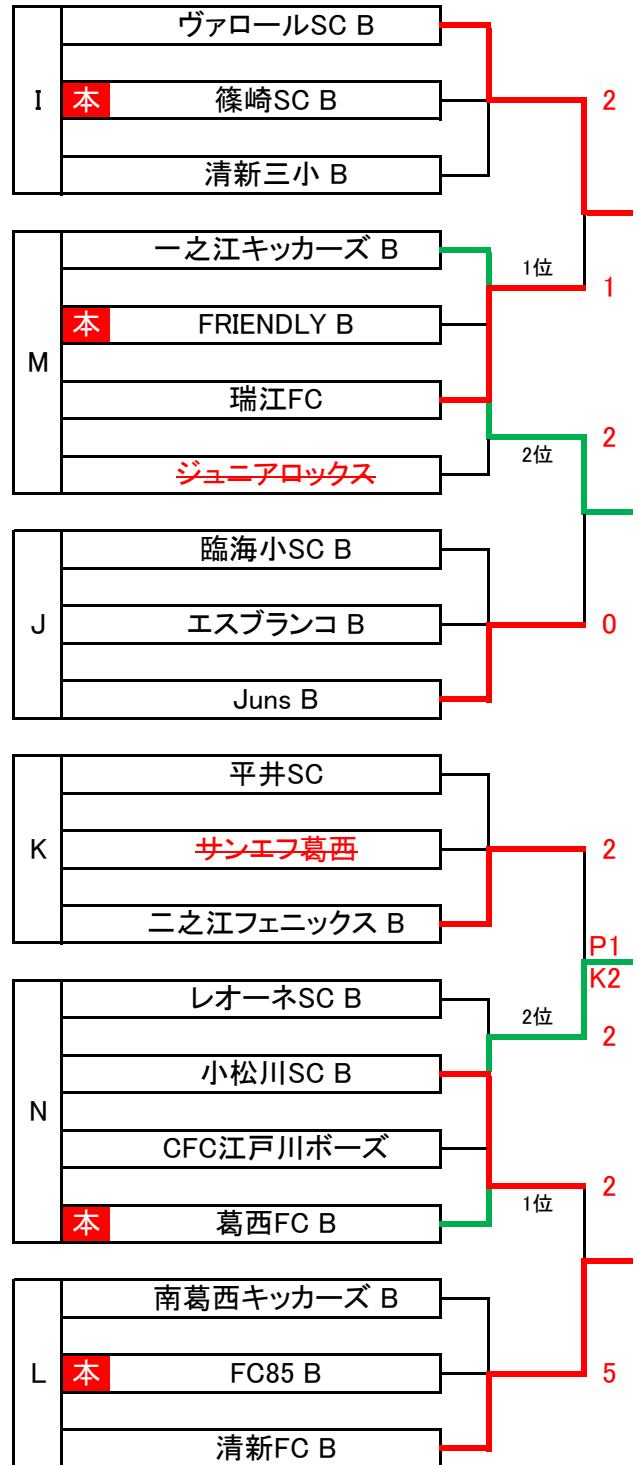 ヴァロールSC B
I
本
篠崎SC B
2
清新三小 B
一之江キッカーズ B
1位
1
本
FRIENDLY B
M
瑞江FC
2
2位
ジュニアロックス
臨海小SC B
J
エスブランコ B
0
Juns B
平井SC
K
サンエフ葛西
2
二之江フェニックス B
P1
K2
レオーネSC B
2位
2
小松川SC B
N
CFC江戸川ボーズ
2
1位
本
葛西FC B
南葛西キッカーズ B
L
本
FC85 B
5
清新FC B